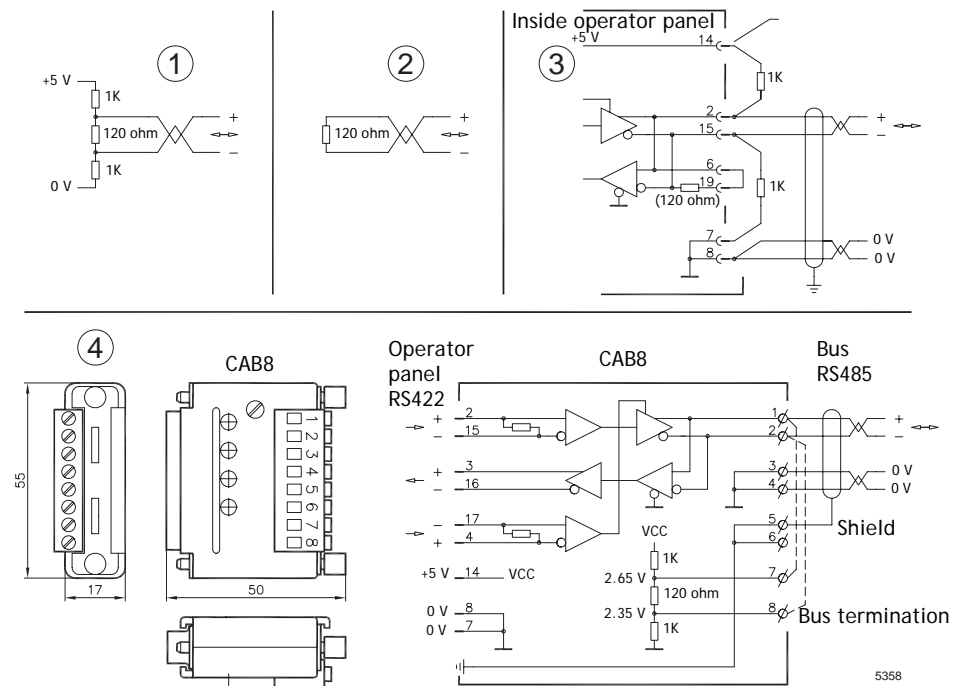 1
+5 V
1K
120 ohm
1K
0 V
+
−
2
120 ohm
+
−
3
Inside operator panel
+5 V
14
1K
2
15
+
−
6
19
(120 ohm)
1K
7
8
0 V
0 V
4
55
17
CAB8
1
2
3
4
5
6
7
8
50
Operator
panel
RS422
CAB8
Bus
RS485
+ 2
− 15
+ 3
− 16
− 17
+ 4
+5 V 14 VCC
0 V 8
0 V 7
VCC
1K
2.65 V
120 ohm
2.35 V
1K
1
2
3
4
5
6
7
8
+
−
0 V
0 V
Shield
Bus termination
5358